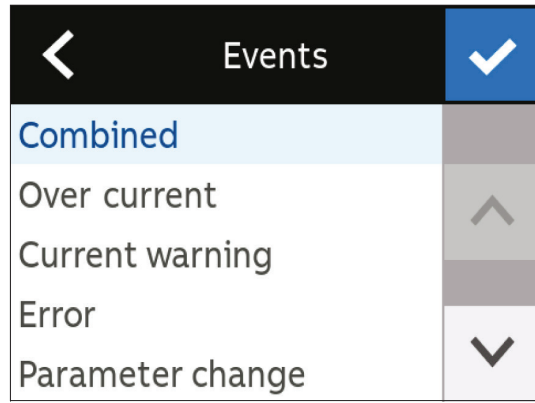 Events
Combined
Over current
Current warning
Error
Parameter change